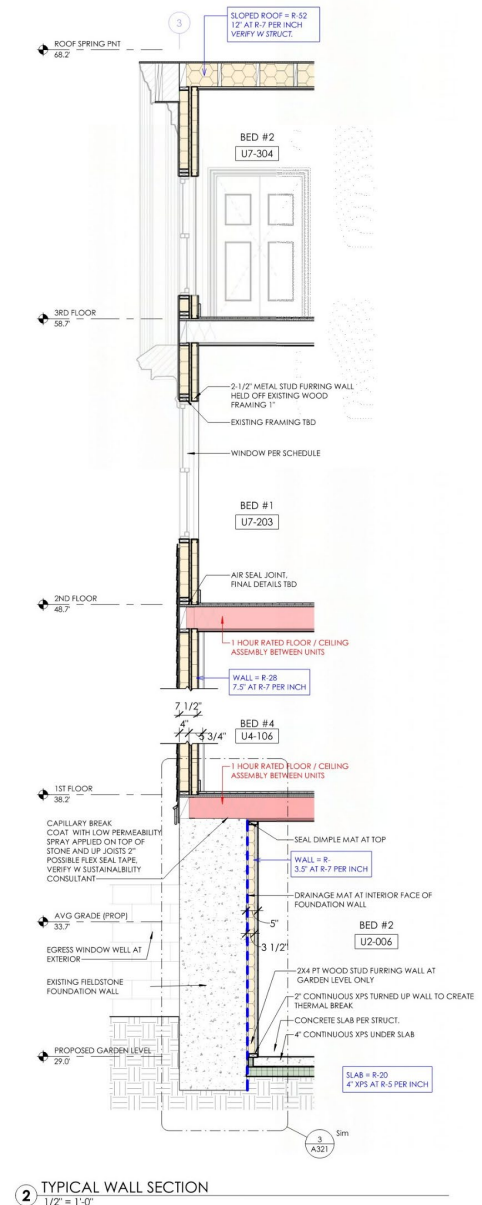 3
SLOPED ROOF = R-52
12" AT R-7 PER INCH
VERIFY W STRUCT.
ROOF SPRING PNT
68.2'
BED #2
U7-304
3RD FLOOR
58.7'
2-1/2" METAL STUD FURRING WALL
HELD OFF EXISTING WOOD
FRAMING 1"
EXISTING FRAMING TBD
WINDOW PER SCHEDULE
BED #1
U7-203
AIR SEAL JOINT,
FINAL DETAILS TBD
2ND FLOOR
48.7'
1 HOUR RATED FLOOR / CEILING
ASSEMBLY BETWEEN UNITS
WALL = R-28
7.5" AT R-7 PER INCH
7 1/2"
4"
3/4"
BED #4
U4-106
1 HOUR RATED FLOOR / CEILING
ASSEMBLY BETWEEN UNITS
1ST FLOOR
38.2'
CAPILLARY BREAK
COAT WITH LOW PERMEABILITY
SPRAY APPLIED ON TOP OF
STONE AND UP JOISTS 2"
POSSIBLE FLEX SEAL TAPE,
VERIFY W SUSTAINALBILITY
CONSULTANT
SEAL DIMPLE MAT AT TOP
WALL = R-
3.5" AT R-7 PER INCH
DRAINAGE MAT AT INTERIOR FACE OF
FOUNDATION WALL
AVG GRADE (PROP)
33.7'
5"
BED #2
U2-006
3 1/2"
EGRESS WINDOW WELL AT
EXTERIOR
2X4 PT WOOD STUD FURRING WALL AT
GARDEN LEVEL ONLY
EXISTING FIELDSTONE
FOUNDATION WALL
2" CONTINUOUS XPS TURNED UP WALL TO CREATE
THERMAL BREAK
CONCRETE SLAB PER STRUCT.
4" CONTINUOUS XPS UNDER SLAB
PROPOSED GARDEN LEVEL
29.0'
SLAB = R-20
4" XPS AT R-5 PER INCH
3
A321
Sim
2 TYPICAL WALL SECTION
1/2" = 1'-0"